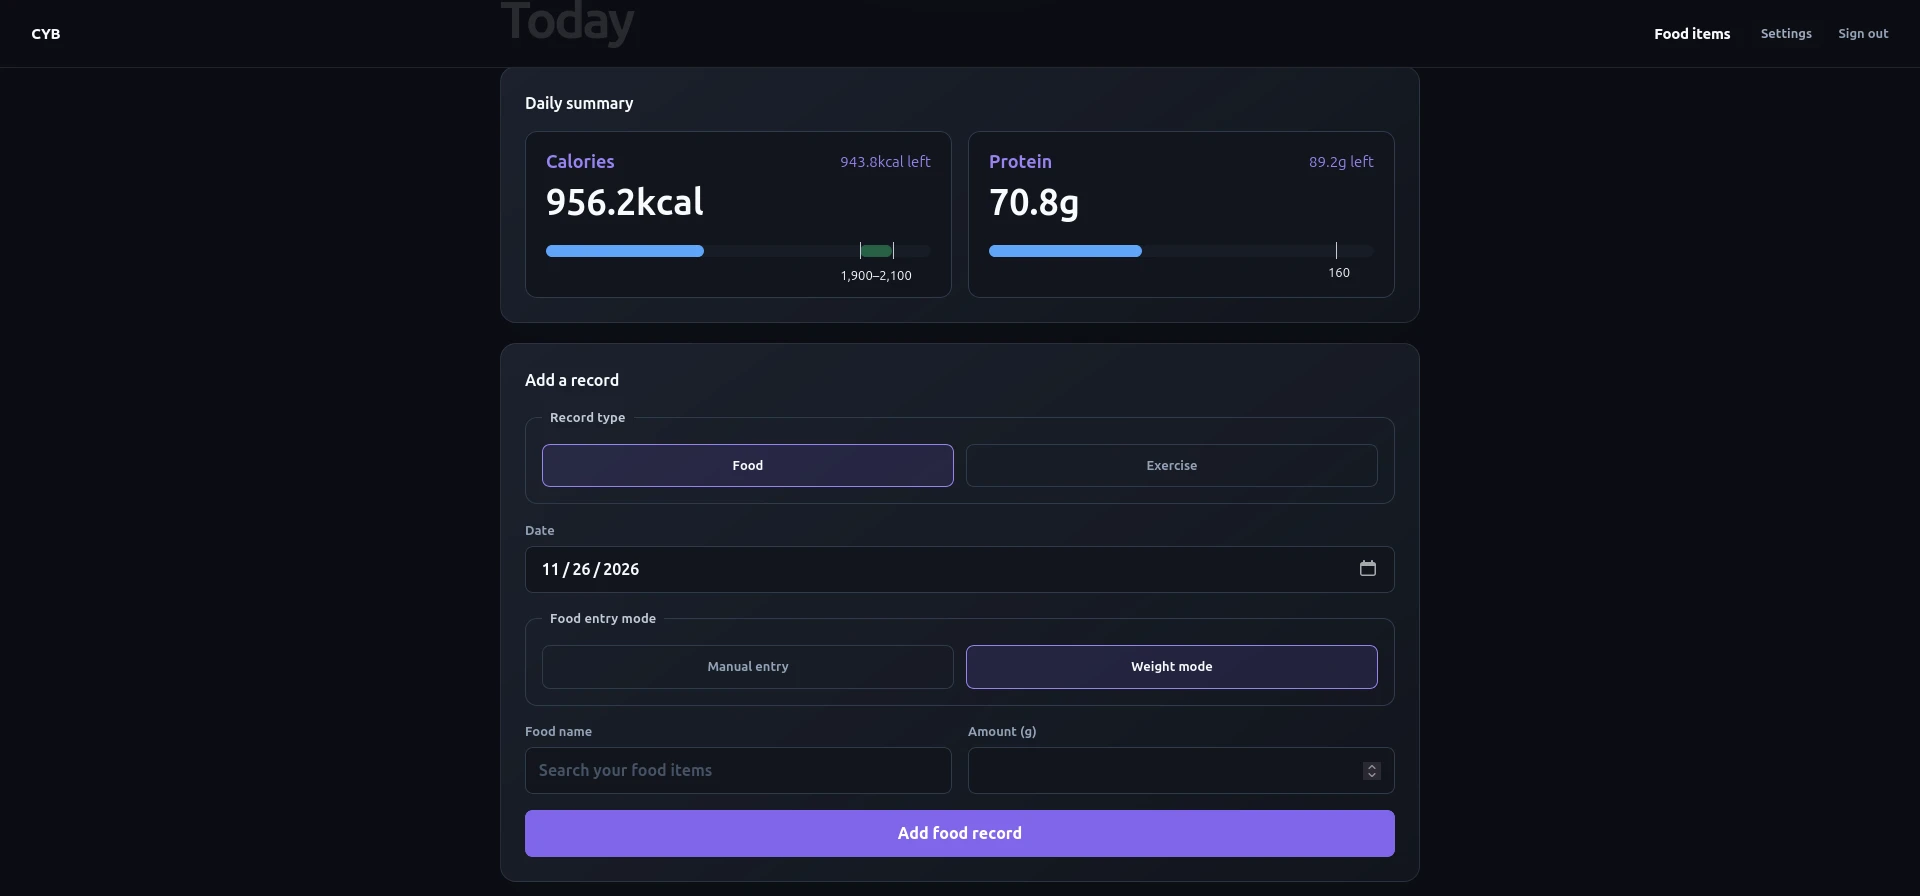 Today
CYB
Food items
Settings
Sign out
Daily summary
Calories
943.8kcal left
956.2kcal
1,900–2,100
Protein
89.2g left
70.8g
160
Add a record
Record type
Food
Exercise
Date
11/26/2026
Food entry mode
Manual entry
Weight mode
Food name
Amount (g)
Search your food items
Add food record